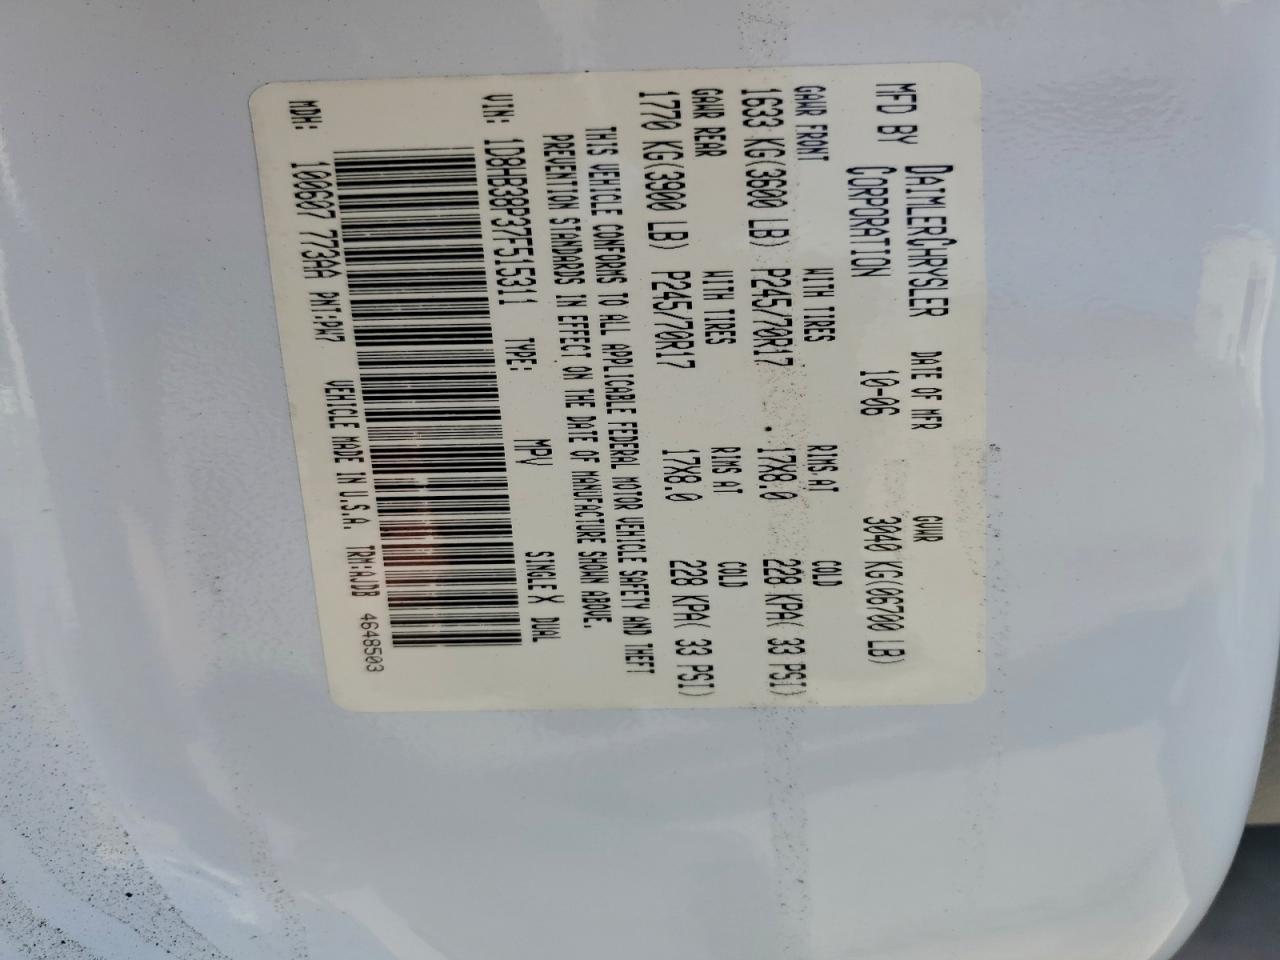 MFD BY DAIMLERCHRYSLER CORPORATION DATE OF MFR 10-06 GVWR 3040 KG(06700 LB)
GAWR FRONT WITH TIRES RIMS AT COLD
1633 KG(3600 LB) P245/70R17 17X8.0 228 KPA( 33 PSI)
GAWR REAR WITH TIRES RIMS AT COLD
1770 KG(3900 LB) P245/70R17 17X8.0 228 KPA( 33 PSI)
THIS VEHICLE CONFORMS TO ALL APPLICABLE FEDERAL MOTOR VEHICLE SAFETY AND THEFT
PREVENTION STANDARDS IN EFFECT ON THE DATE OF MANUFACTURE SHOWN ABOVE.
VIN: 1D8HB38P37F515311 TYPE: MPV SINGLE X DUAL
MDH: 100607 773AA PNT:PW7 VEHICLE MADE IN U.S.A. TRM:AJDB 4648503